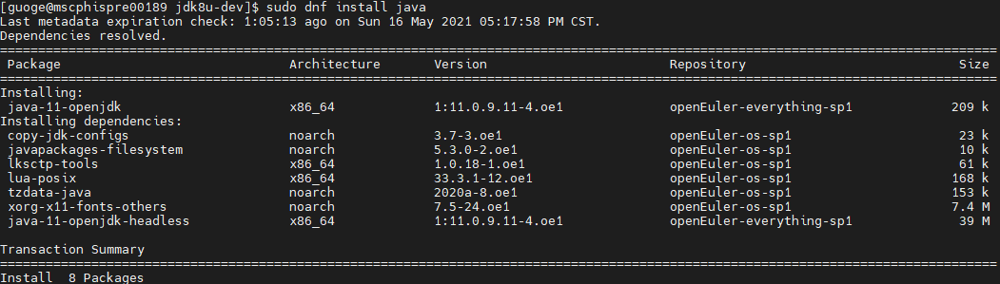 [guoge@mscphispre00189 jdk8u-dev]$ sudo dnf install java
Last metadata expiration check: 1:05:13 ago on Sun 16 May 2021 05:17:58 PM CST.
Dependencies resolved.
Package Architecture Version Repository Size
Installing:
java-11-openjdk x86_64 1:11.0.9.11-4.oe1 openEuler-everything-sp1 209 k
Installing dependencies:
copy-jdk-configs noarch 3.7-3.oe1 openEuler-os-sp1 23 k
javapackages-filesystem noarch 5.3.0-2.oe1 openEuler-os-sp1 10 k
lksctp-tools x86_64 1.0.18-1.oe1 openEuler-os-sp1 61 k
lua-posix x86_64 33.3.1-12.oe1 openEuler-os-sp1 168 k
tzdata-java noarch 2020a-8.oe1 openEuler-os-sp1 153 k
xorg-x11-fonts-others noarch 7.5-24.oe1 openEuler-os-sp1 7.4 M
java-11-openjdk-headless x86_64 1:11.0.9.11-4.oe1 openEuler-everything-sp1 39 M
Transaction Summary
Install 8 Packages